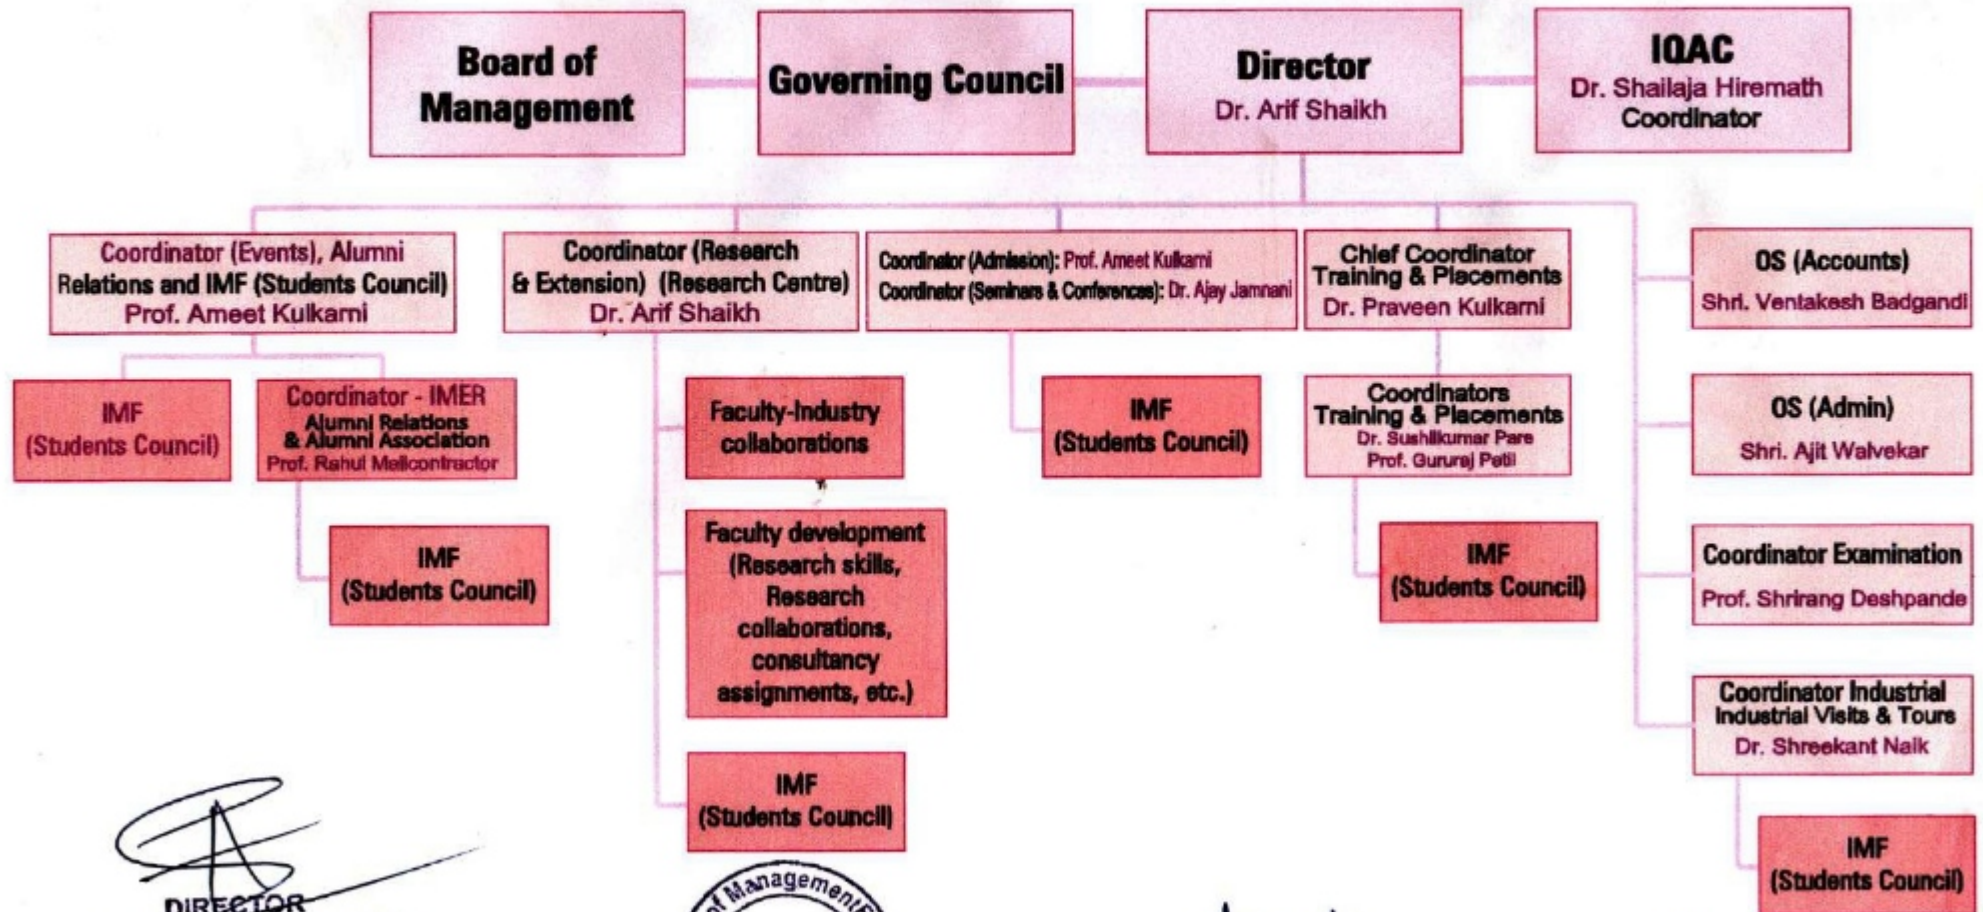 Board of
Management
Governing Council
Director
Dr. Arif Shaikh
IQAC
Dr. Shailaja Hiremath
Coordinator
Coordinator (Events), Alumni
Relations and IMF (Students Council)
Prof. Ameet Kulkarni
Coordinator (Research
& Extension) (Research Centre)
Dr. Arif Shaikh
Coordinator (Admission): Prof. Ameet Kulkarni
Coordinator (Seminars & Conferences): Dr. Ajay Jamnani
Chief Coordinator
Training & Placements
Dr. Praveen Kulkarni
OS (Accounts)
Shri. Ventakesh Badgandi
IMF
(Students Council)
Coordinator - IMER
Alumni Relations
& Alumni Association
Prof. Rahul Mailcontractor
Faculty-Industry
collaborations
IMF
(Students Council)
Coordinators
Training & Placements
Dr. Sushilkumar Pare
Prof. Gururaj Patil
OS (Admin)
Shri. Ajit Walvekar
IMF
(Students Council)
Faculty development
(Research skills,
Research
collaborations,
consultancy
assignments, etc.)
IMF
(Students Council)
Coordinator Examination
Prof. Shrirang Deshpande
Coordinator Industrial
Industrial Visits & Tours
Dr. Shreekant Naik
IMF
(Students Council)
IMF
(Students Council)
DIRECTOR
of Management